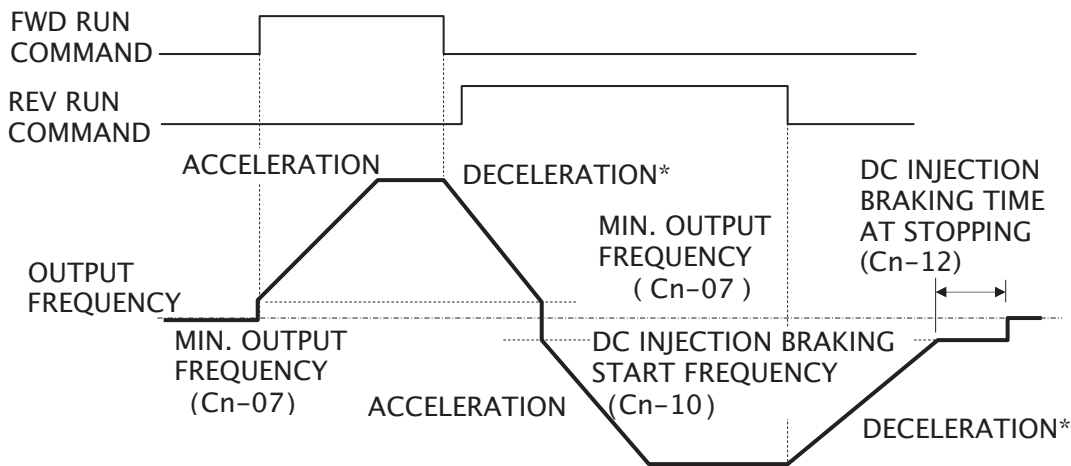 FWD RUN
COMMAND
REV RUN
COMMAND
ACCELERATION
DECELERATION*
DC INJECTION
BRAKING TIME
AT STOPPING
(Cn-12)
MIN. OUTPUT
FREQUENCY
( Cn-07 )
OUTPUT
FREQUENCY
MIN. OUTPUT
FREQUENCY
(Cn-07)
DC INJECTION BRAKING
START FREQUENCY
(Cn-10)
ACCELERATION
DECELERATION*